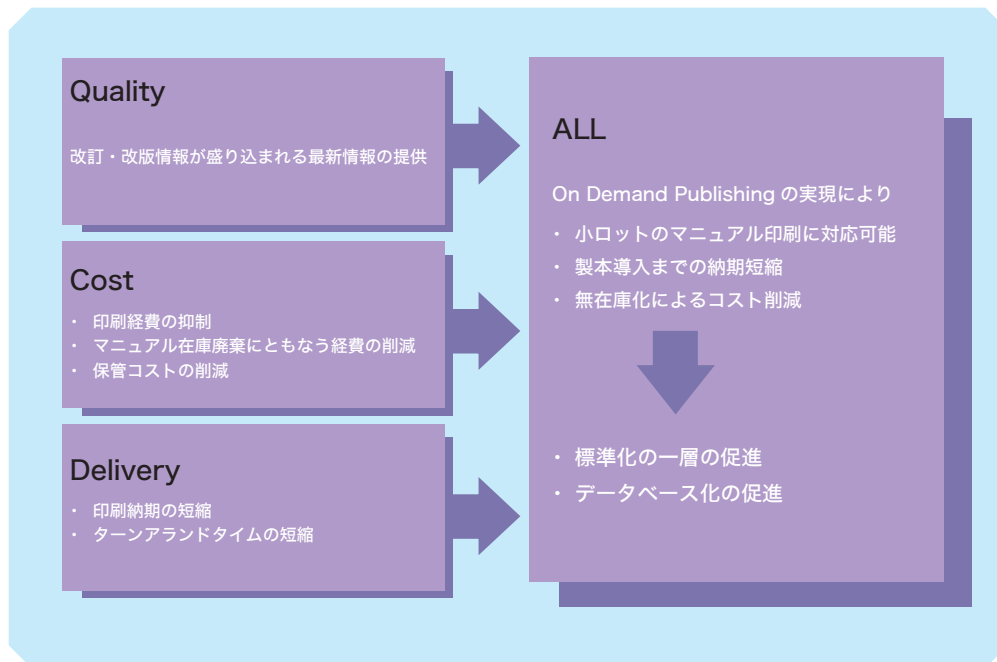 Quality
改訂・改版情報が盛り込まれる最新情報の提供
Cost
・ 印刷経費の抑制
・ マニュアル在庫廃棄にともなう経費の削減
・ 保管コストの削減
Delivery
・ 印刷納期の短縮
・ ターンアランドタイムの短縮
ALL
On Demand Publishing の実現により
・ 小ロットのマニュアル印刷に対応可能
・ 製本導入までの納期短縮
・ 無在庫化によるコスト削減
・ 標準化の一層の促進
・ データベース化の促進